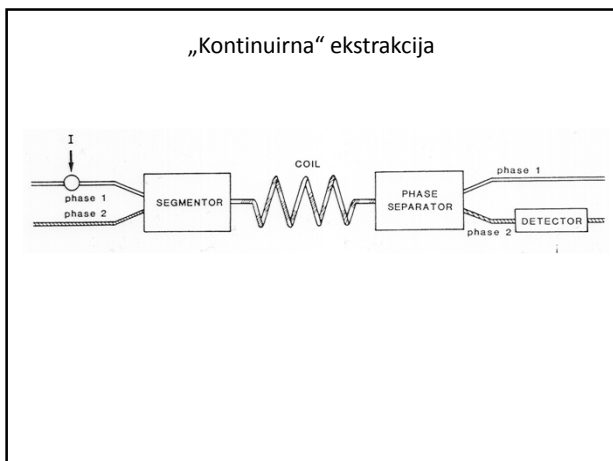 „Kontinuirna“ ekstrakcija
I
phase 1
phase 2
SEGMENTOR
COIL
PHASE
SEPARATOR
phase 1
phase 2
DETECTOR